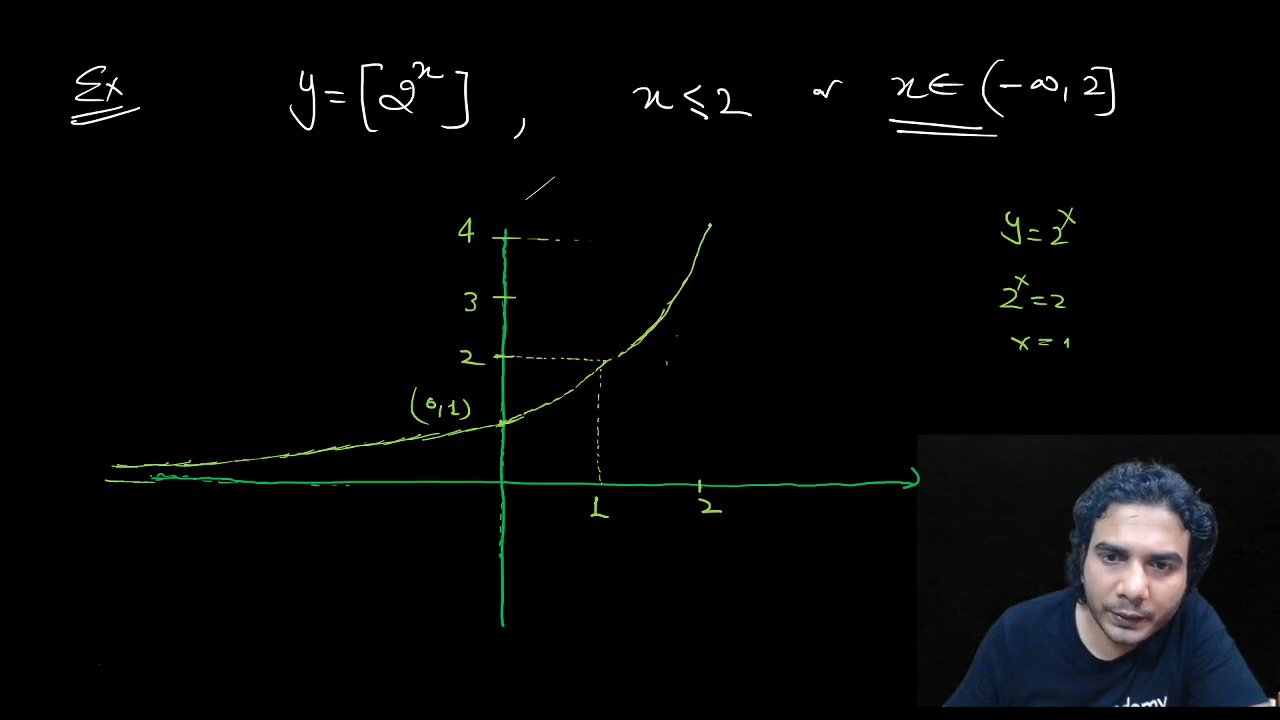 Ex y = [2^x] , x ≤ 2 or x ∈ (-∞, 2]
y = 2^x
4
2^x = 2
3
x = 1
2
(0,1)
1 2